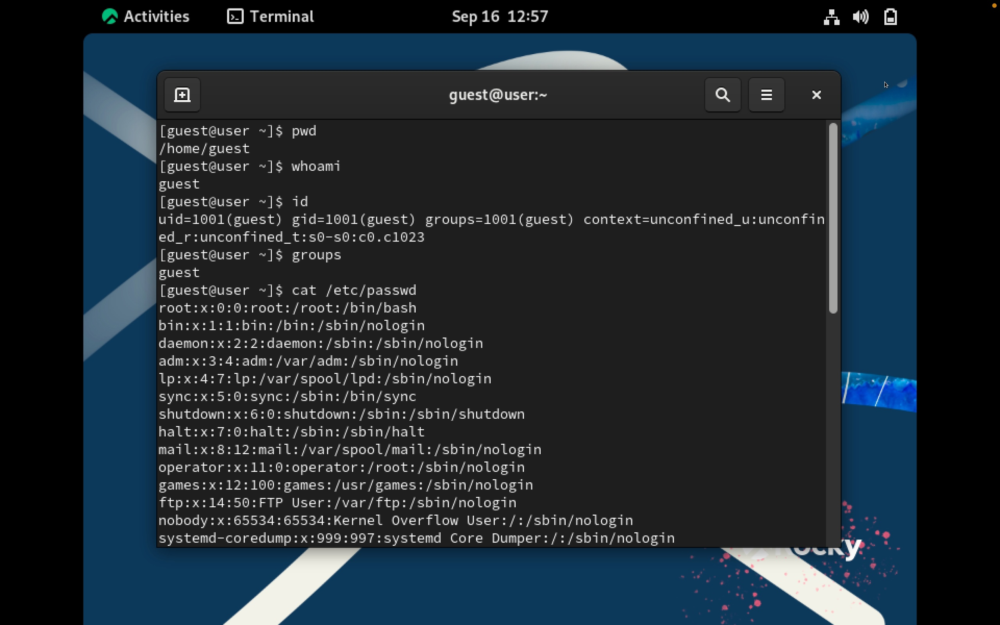 Activities Terminal Sep 16 12:57
guest@user:~
[guest@user ~]$ pwd
/home/guest
[guest@user ~]$ whoami
guest
[guest@user ~]$ id
uid=1001(guest) gid=1001(guest) groups=1001(guest) context=unconfined_u:unconfin
ed_r:unconfined_t:s0-s0:c0.c1023
[guest@user ~]$ groups
guest
[guest@user ~]$ cat /etc/passwd
root:x:0:0:root:/root:/bin/bash
bin:x:1:1:bin:/bin:/sbin/nologin
daemon:x:2:2:daemon:/sbin:/sbin/nologin
adm:x:3:4:adm:/var/adm:/sbin/nologin
lp:x:4:7:lp:/var/spool/lpd:/sbin/nologin
sync:x:5:0:sync:/sbin:/bin/sync
shutdown:x:6:0:shutdown:/sbin:/sbin/shutdown
halt:x:7:0:halt:/sbin:/sbin/halt
mail:x:8:12:mail:/var/spool/mail:/sbin/nologin
operator:x:11:0:operator:/root:/sbin/nologin
games:x:12:100:games:/usr/games:/sbin/nologin
ftp:x:14:50:FTP User:/var/ftp:/sbin/nologin
nobody:x:65534:65534:Kernel Overflow User:/:/sbin/nologin
systemd-coredump:x:999:997:systemd Core Dumper:/:/sbin/nologin
Rocky